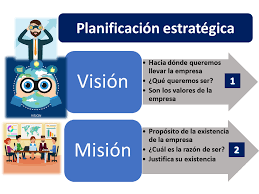 Planificación estratégica
Visión
• Hacia dónde queremos
llevar la empresa
• ¿Qué queremos ser?
• Son los valores de la
empresa
1
Misión
• Propósito de la existencia
de la empresa
• ¿Cuál es la razón de ser?
• Justifica su existencia
2